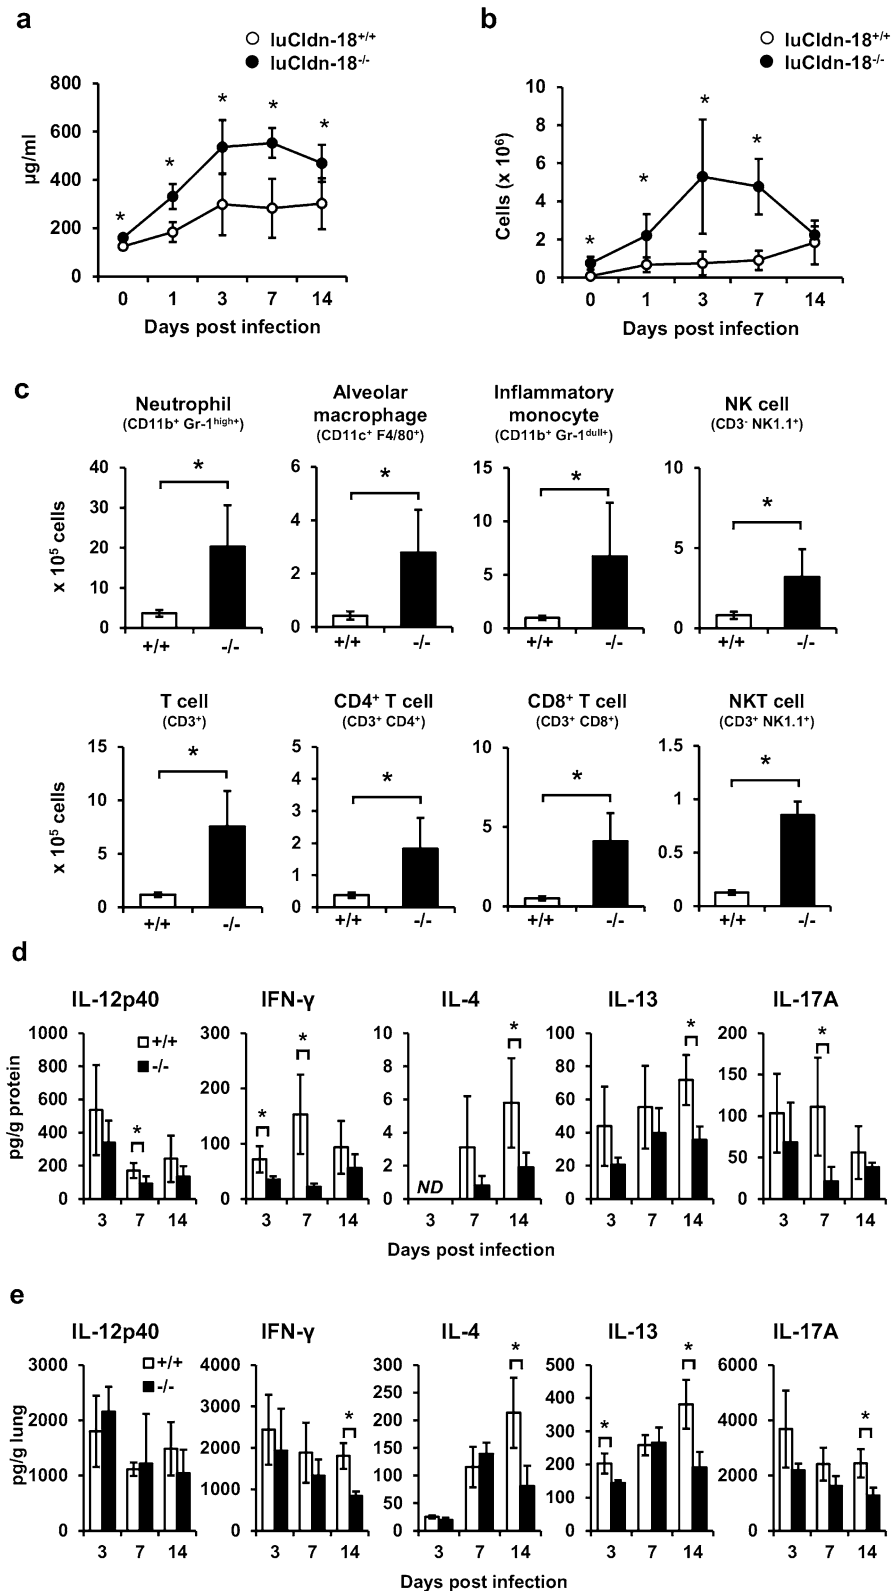 a
luCldn-18+/+
luCldn-18-/-
µg/ml
800
600
400
200
0
* * * * *
0 1 3 7 14
Days post infection
b
luCldn-18+/+
luCldn-18-/-
Cells (x 10⁶)
10
8
6
4
2
0
* * * *
0 1 3 7 14
Days post infection
c
Neutrophil
(CD11b+ Gr-1high+)
x 10⁵ cells
40
30
20
10
0
*
+/+ -/-
Alveolar
macrophage
(CD11c+ F4/80+)
6
4
2
0
*
+/+ -/-
Inflammatory
monocyte
(CD11b+ Gr-1dull+)
15
10
5
0
*
+/+ -/-
NK cell
(CD3- NK1.1+)
10
5
0
*
+/+ -/-
T cell
(CD3+)
x 10⁵ cells
15
10
5
0
*
+/+ -/-
CD4+ T cell
(CD3+ CD4+)
5
4
3
2
1
0
*
+/+ -/-
CD8+ T cell
(CD3+ CD8+)
10
5
0
*
+/+ -/-
NKT cell
(CD3+ NK1.1+)
1.5
1
0.5
0
*
+/+ -/-
d
IL-12p40
pg/g protein
1000
800
600
400
200
0
+/+
-/-
*
3 7 14
IFN-γ
300
200
100
0
* *
3 7 14
IL-4
10
8
6
4
2
0
ND
*
3 7 14
IL-13
100
80
60
40
20
0
*
3 7 14
IL-17A
200
150
100
50
0
*
3 7 14
Days post infection
e
IL-12p40
pg/g lung
3000
2000
1000
0
+/+
-/-
3 7 14
IFN-γ
4000
3000
2000
1000
0
*
3 7 14
IL-4
300
250
200
150
100
50
0
*
3 7 14
IL-13
500
400
300
200
100
0
* *
3 7 14
IL-17A
6000
4000
2000
0
*
3 7 14
Days post infection